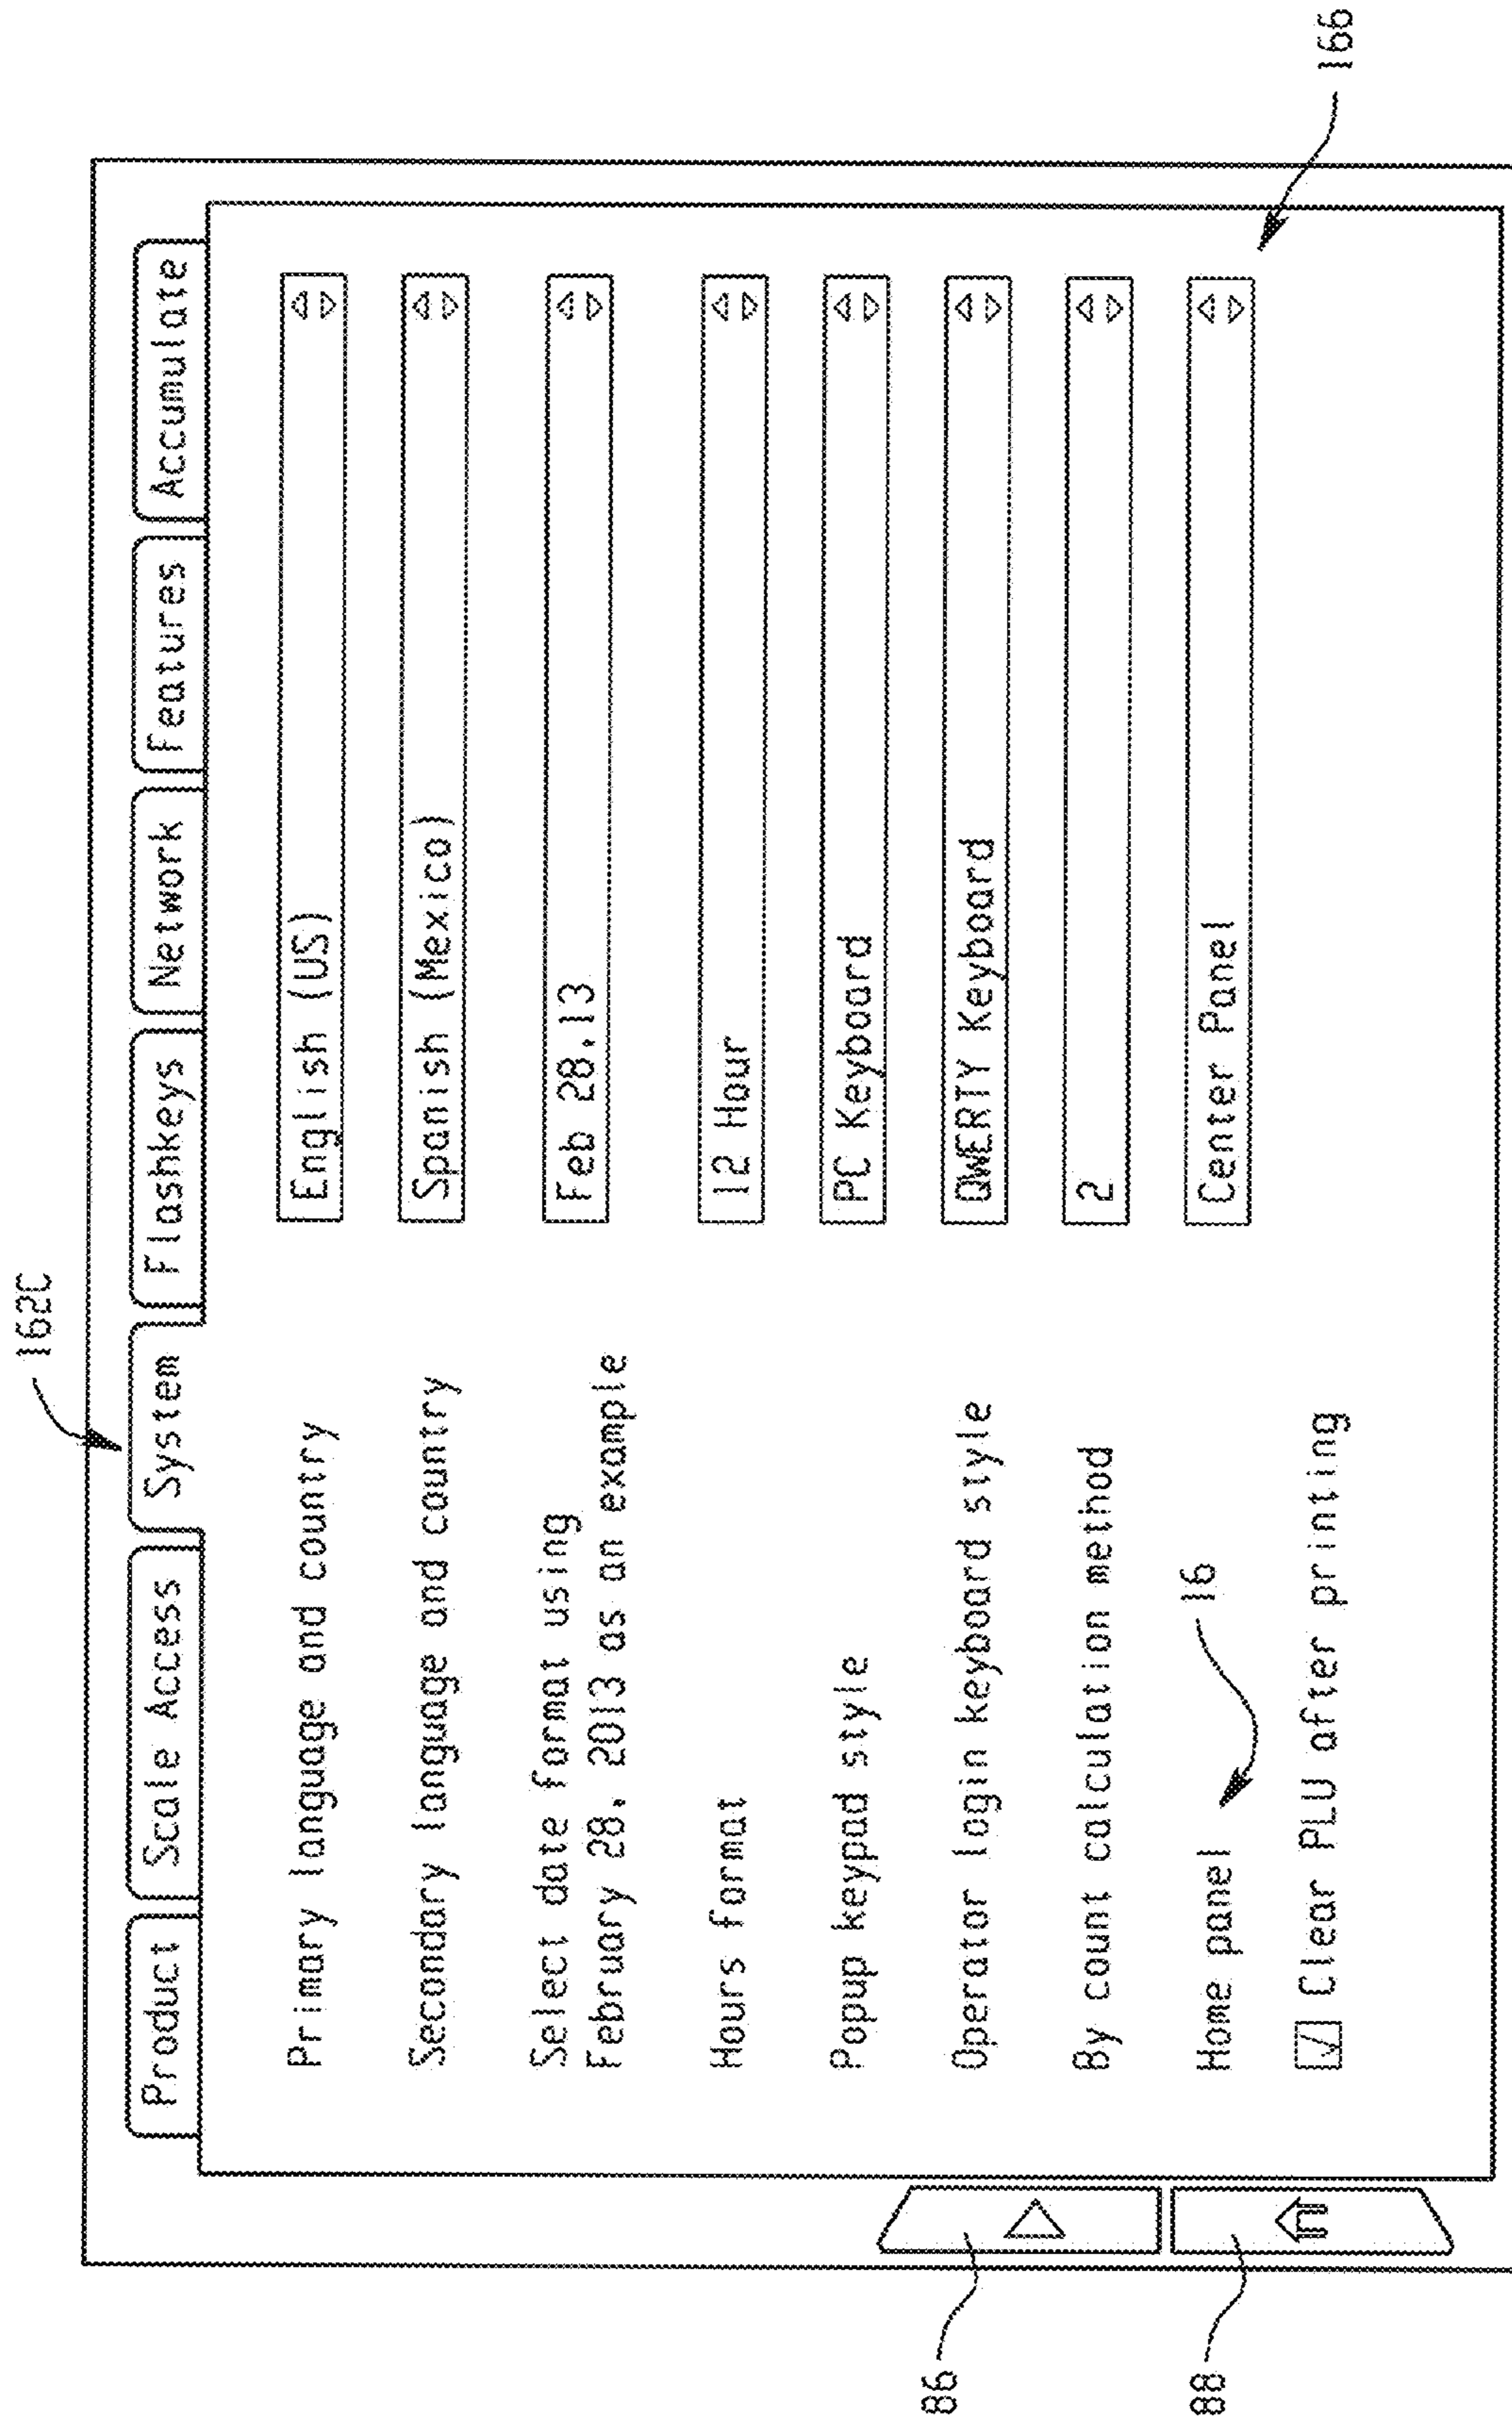 162C
Product Scale Access System Flashkeys Network Features Accumulate
Primary language and country English (US)
Secondary language and country Spanish (Mexico)
Select date format using
February 28, 2013 as an example Feb 28,13
Hours format 12 Hour
Popup keypad style PC Keyboard
Operator login keyboard style QWERTY Keyboard
By count calculation method 2
Home panel 16 Center Panel
Clear PLU after printing
86
88
166